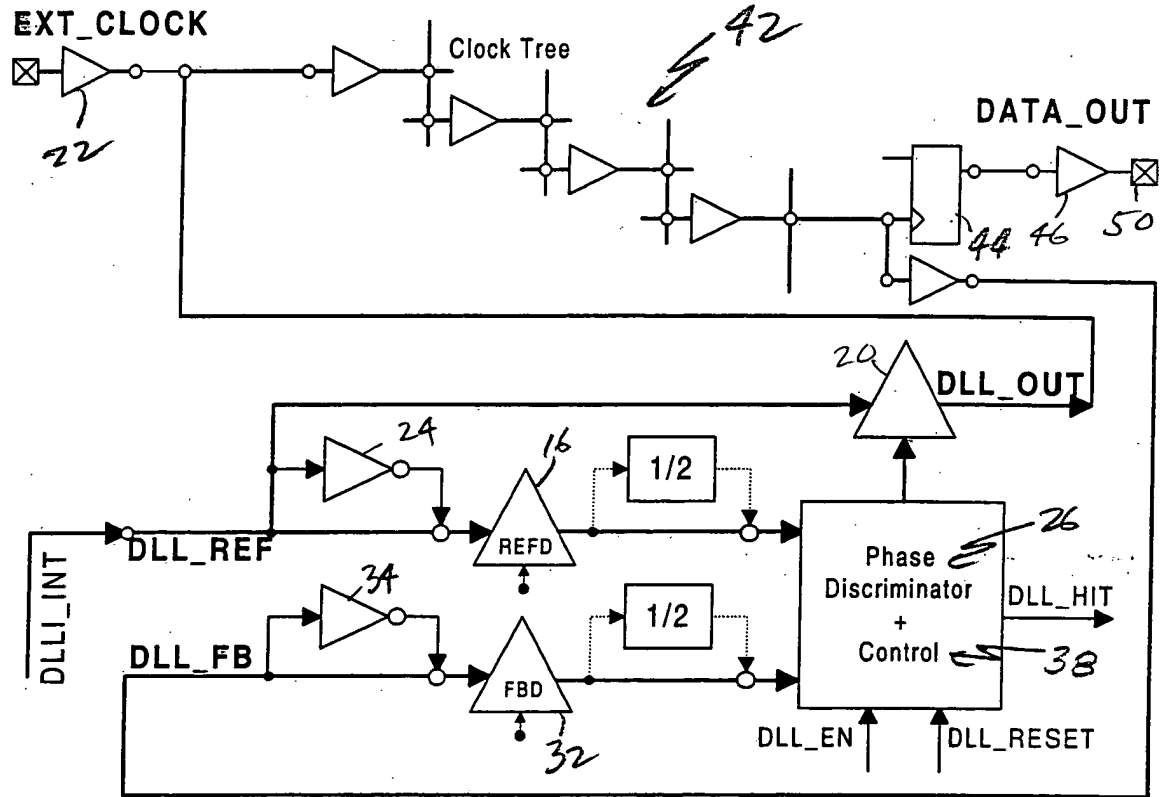 EXT_CLOCK
Clock Tree
42
22
DATA_OUT
44
46
50
20
DLL_OUT
24
16
1/2
REFD
DLL_REF
DLLI_INT
26
Phase
Discriminator
+
Control
DLL_HIT
38
34
1/2
DLL_FB
FBD
32
DLL_EN
DLL_RESET